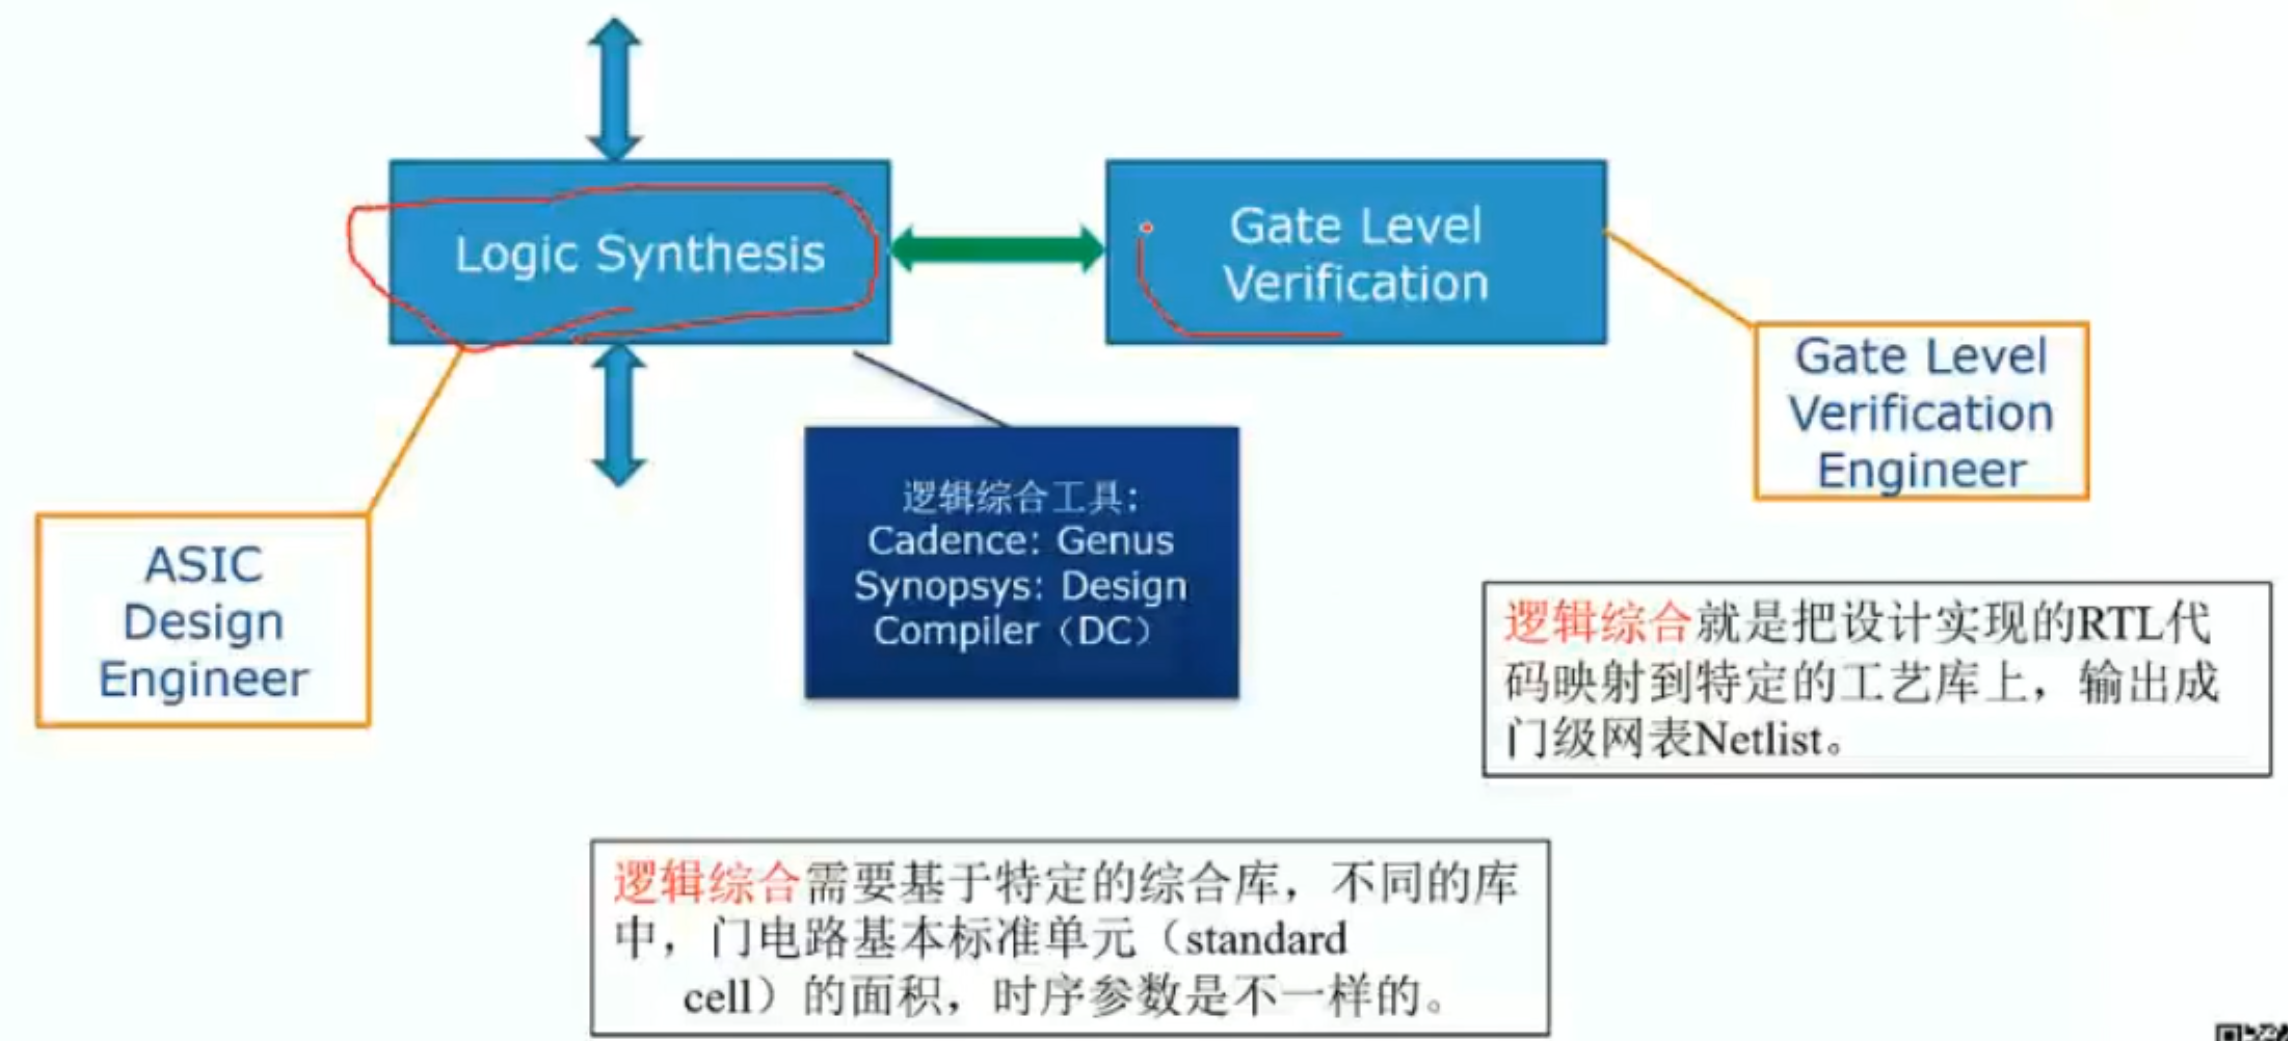 Logic Synthesis
Gate Level
Verification
Gate Level
Verification
Engineer
逻辑综合工具:
Cadence: Genus
Synopsys: Design
Compiler（DC）
ASIC
Design
Engineer
逻辑综合就是把设计实现的RTL代
码映射到特定的工艺库上，输出成
门级网表Netlist。
逻辑综合需要基于特定的综合库，不同的库
中，门电路基本标准单元（standard
cell）的面积，时序参数是不一样的。